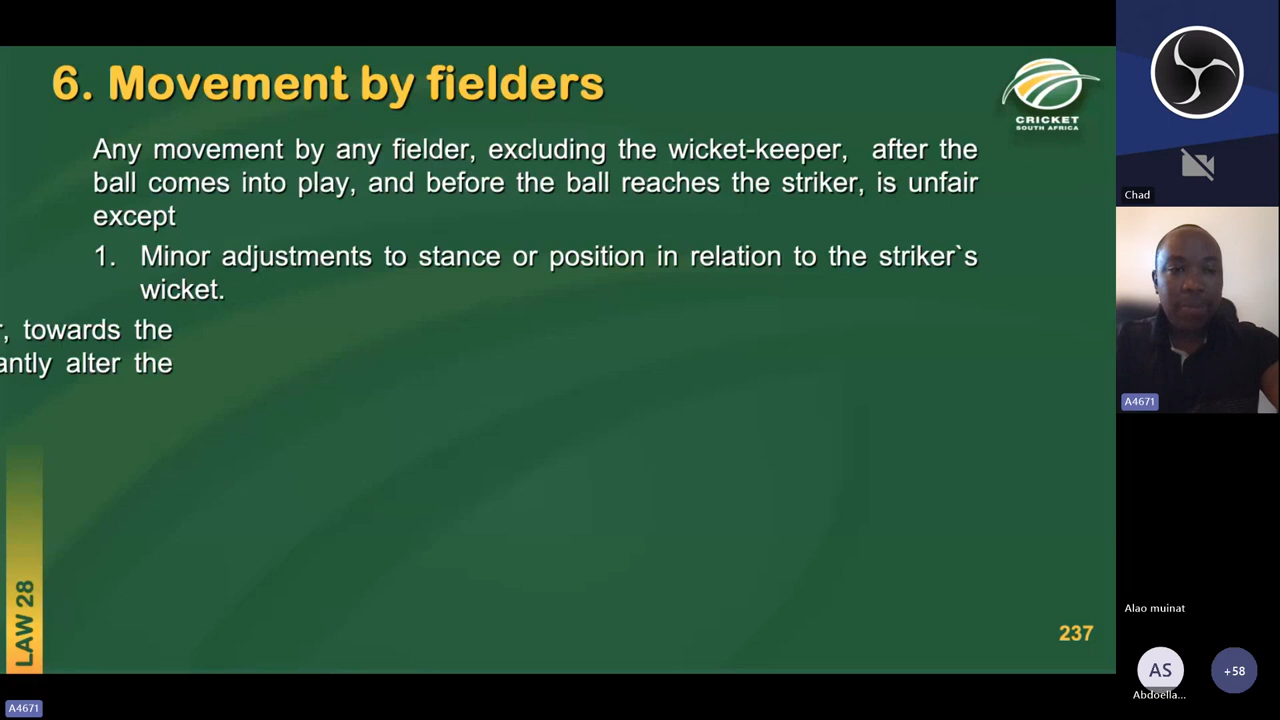 6. Movement by fielders
CRICKET
SOUTH AFRICA
Any movement by any fielder, excluding the wicket-keeper, after the
ball comes into play, and before the ball reaches the striker, is unfair
except
1. Minor adjustments to stance or position in relation to the striker`s
wicket.
, towards the
alter the
LAW 28
237
A4671
Chad
A4671
Alao muinat
AS
Abdoella...
+58